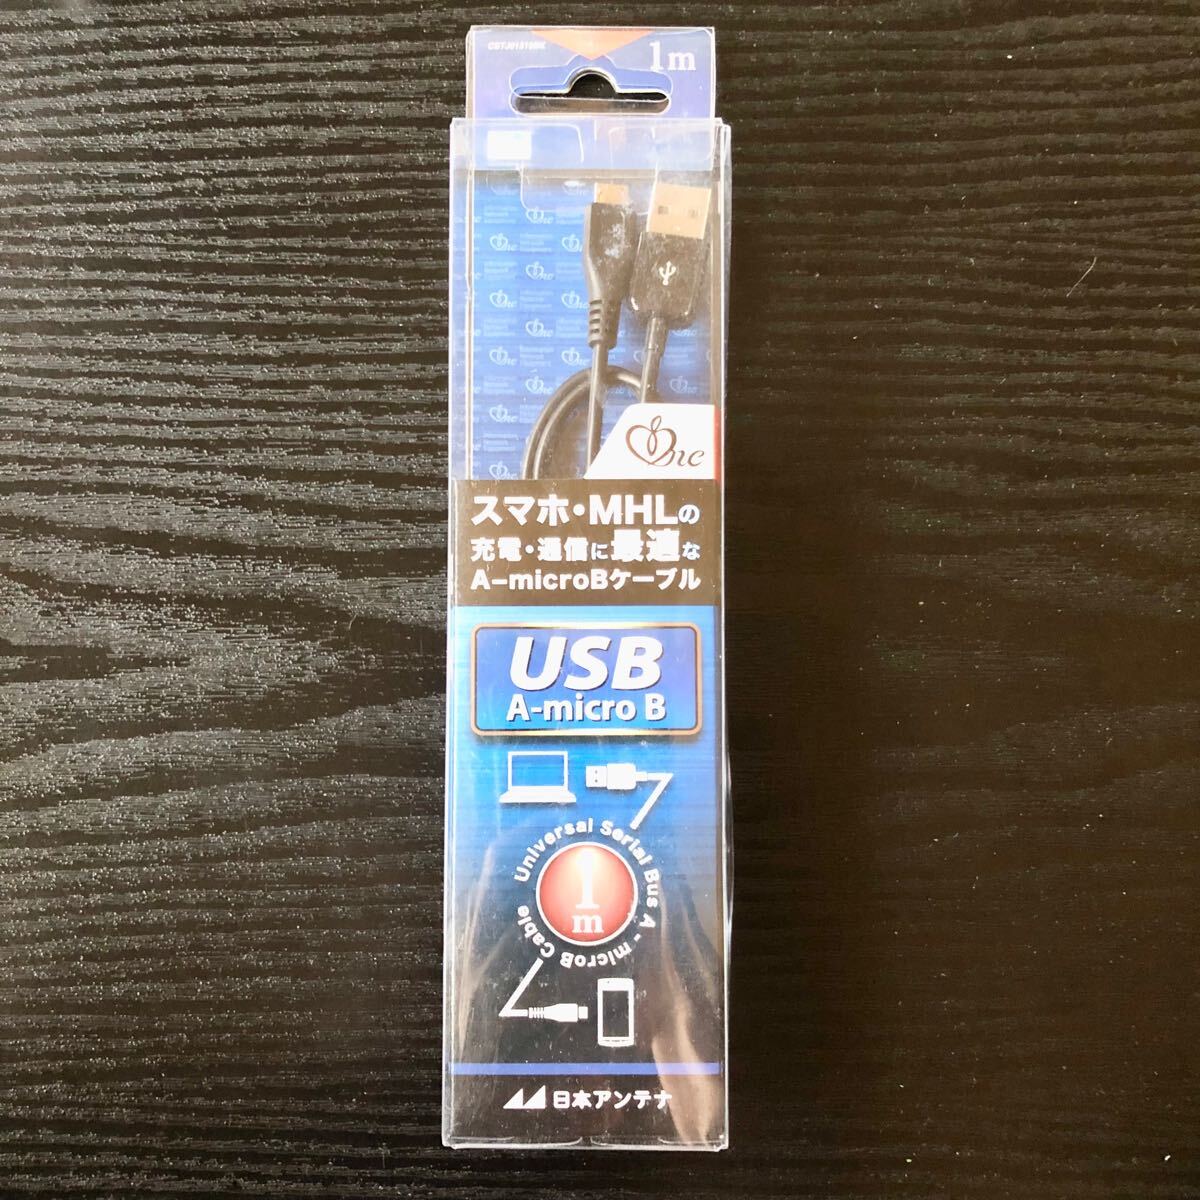 1m
スマホ・MHLの
充電・通信に最適な
A-microBケーブル
USB
A-micro B
Universal Serial Bus A - microB Cable
1
m
日本アンテナ